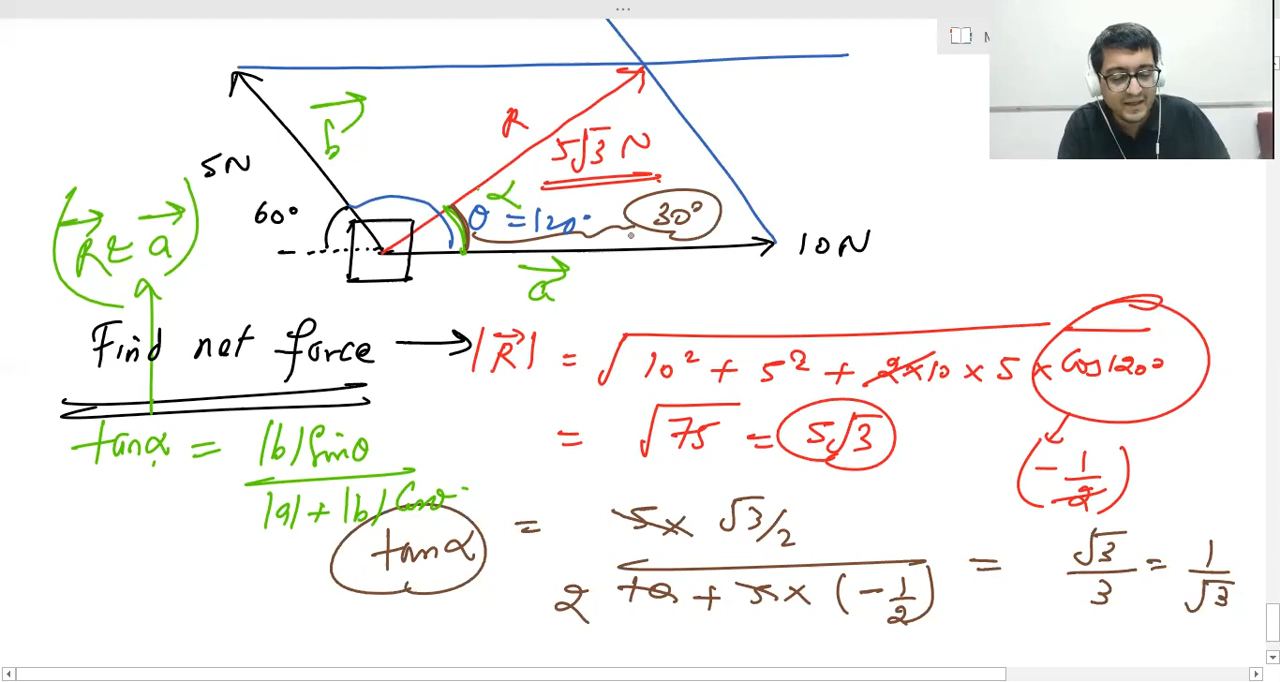 b
R
5N
5√3 N
α
60°
θ = 120°
30°
10N
(R & a)
a
Find net force → |R| = √10² + 5² + 2×10 × 5 × Cos120°
= √75 = 5√3
(-1/2)
tanα = |b|Sinθ / |a| + |b| Cosθ
tanα = 5 × √3/2 / 2 10 + 5 × (-1/2) = √3/3 = 1/√3